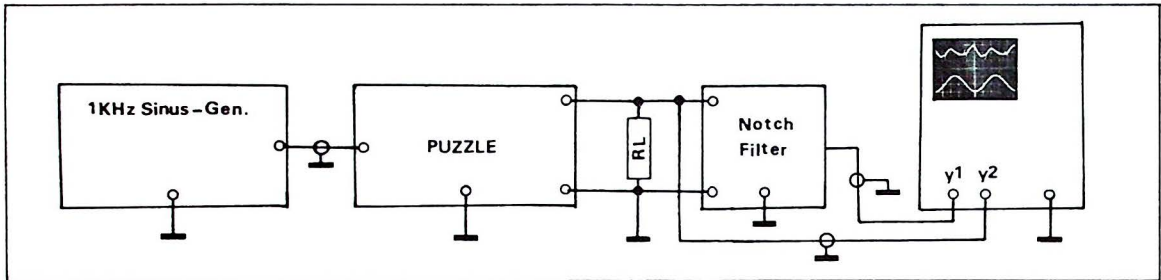 1KHz Sinus-Gen.
PUZZLE
RL
Notch
Filter
y1 y2